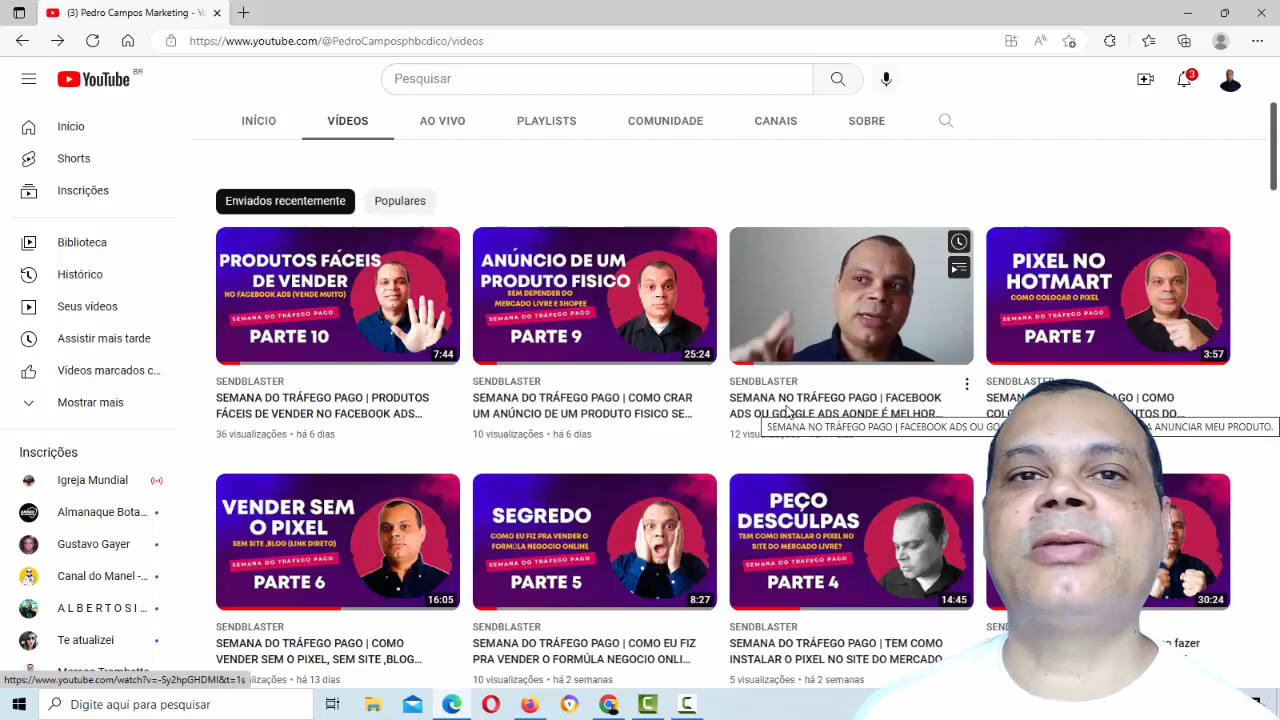 (3) Pedro Campos Marketing - Yo
https://www.youtube.com/@PedroCamposphbcdico/videos
YouTube BR
Pesquisar
3
INÍCIO VÍDEOS AO VIVO PLAYLISTS COMUNIDADE CANAIS SOBRE
Início
Shorts
Inscrições
Biblioteca
Histórico
Seus vídeos
Assistir mais tarde
Vídeos marcados c...
Mostrar mais
Inscrições
Igreja Mundial
Almanaque Bota...
Gustavo Gayer
Canal do Manel -...
A L B E R T O S I ...
Te atualizei
Enviados recentemente
Populares
PRODUTOS FÁCEIS
DE VENDER
NO FACEBOOK ADS (VENDE MUITO)
SEMANA DO TRÁFEGO PAGO
PARTE 10
7:44
SENDBLASTER
SEMANA DO TRÁFEGO PAGO | PRODUTOS
FÁCEIS DE VENDER NO FACEBOOK ADS...
36 visualizações • há 6 dias
ANÚNCIO DE UM
PRODUTO FISICO
SEM DEPENDER DO
MERCADO LIVRE E SHOPEE
SEMANA DO TRÁFEGO PAGO
PARTE 9
25:24
SENDBLASTER
SEMANA DO TRÁFEGO PAGO | COMO CRAR
UM ANÚNCIO DE UM PRODUTO FISICO SE...
10 visualizações • há 6 dias
SENDBLASTER
SEMANA NO TRÁFEGO PAGO | FACEBOOK
ADS OU GOOGLE ADS AONDE É MELHOR...
12
SEMANA NO TRÁFEGO PAGO | FACEBOOK ADS OU GOO
A ANUNCIAR MEU PRODUTO.
PIXEL NO
HOTMART
COMO COLOCAR O PIXEL
SEMANA DO TRÁFEGO PAGO
PARTE 7
3:57
SENDBLASTER
COMO
VENDER SEM
O PIXEL
SEM SITE ,BLOG (LINK DIRETO)
SEMANA DO TRÁFEGO PAGO
PARTE 6
16:05
SENDBLASTER
SEMANA DO TRÁFEGO PAGO | COMO
VENDER SEM O PIXEL, SEM SITE ,BLOG...
há 13 dias
SEGREDO
COMO EU FIZ PRA VENDER O
FORMÚLA NEGOCIO ONLINE
SEMANA DO TRÁFEGO PAGO
PARTE 5
8:27
SENDBLASTER
SEMANA DO TRÁFEGO PAGO | COMO EU FIZ
PRA VENDER O FORMÚLA NEGOCIO ONLI...
10 visualizações • há 2 semanas
PEÇO
DESCULPAS
TEM COMO INSTALAR O PIXEL NO
SITE DO MERCADO LIVRE?
SEMANA DO TRÁFEGO PAGO
PARTE 4
14:45
SENDBLASTER
SEMANA DO TRÁFEGO PAGO | TEM COMO
INSTALAR O PIXEL NO SITE DO MERCADO
5 visualizações • há 2 semanas
30:24
fazer
https://www.youtube.com/watch?v=-Sy2hpGHDMI&t=1s
Digite aqui para pesquisar